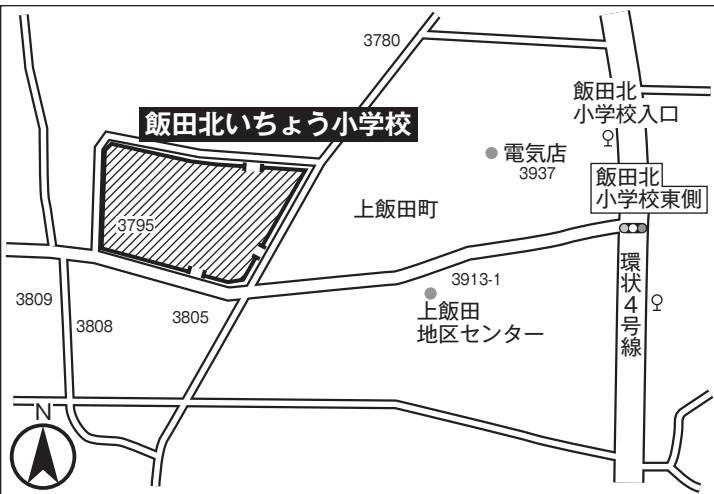 3780
飯田北いちょう小学校
飯田北
小学校入口
電気店
3937
飯田北
小学校東側
上飯田町
3795
環状4号線
3913-1
上飯田
地区センター
3809
3808
3805
N